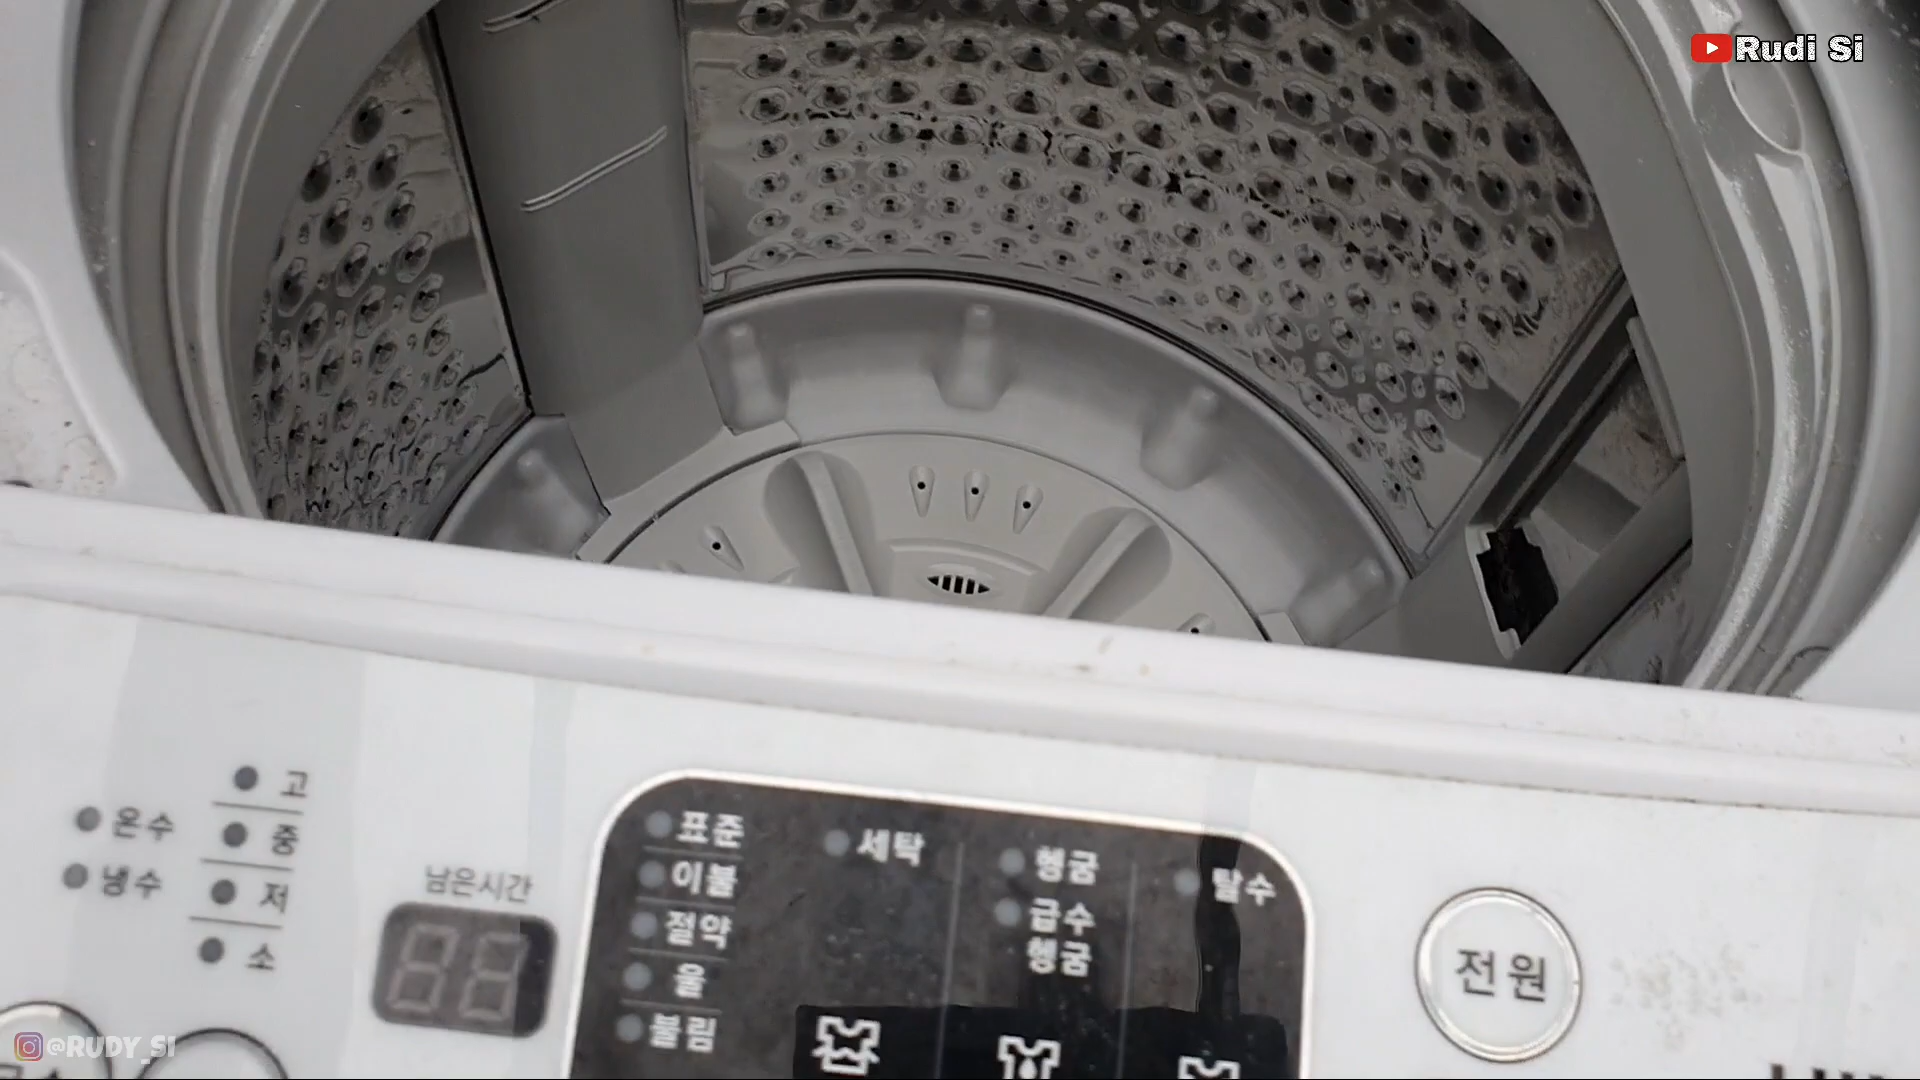 Rudi Si
고
온수
중
냉수
저
소
남은시간
88
표준
이불
절약
울
불림
세탁
헹굼
급수
헹굼
탈수
전원
@RUDY_SI